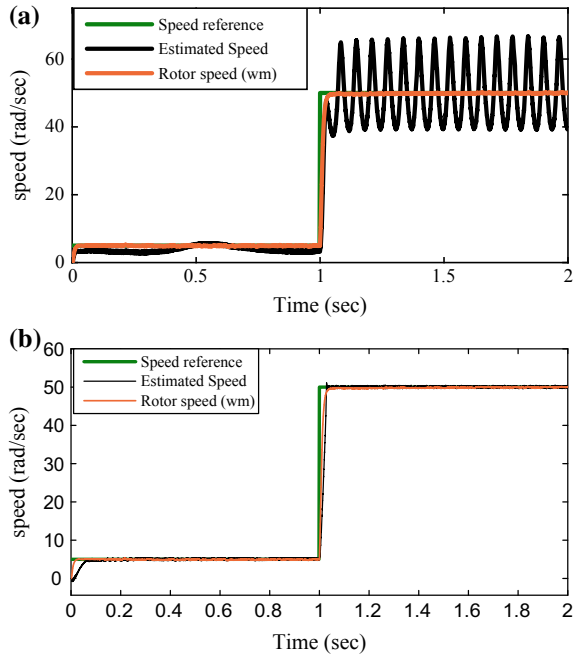 (a)
Speed reference
Estimated Speed
Rotor speed (wm)
60
40
20
0
speed (rad/sec)
0 0.5 1 1.5 2
Time (sec)
(b)
60
50
40
30
20
10
0
speed (rad/sec)
Speed reference
Estimated Speed
Rotor speed (wm)
0 0.2 0.4 0.6 0.8 1 1.2 1.4 1.6 1.8 2
Time (sec)